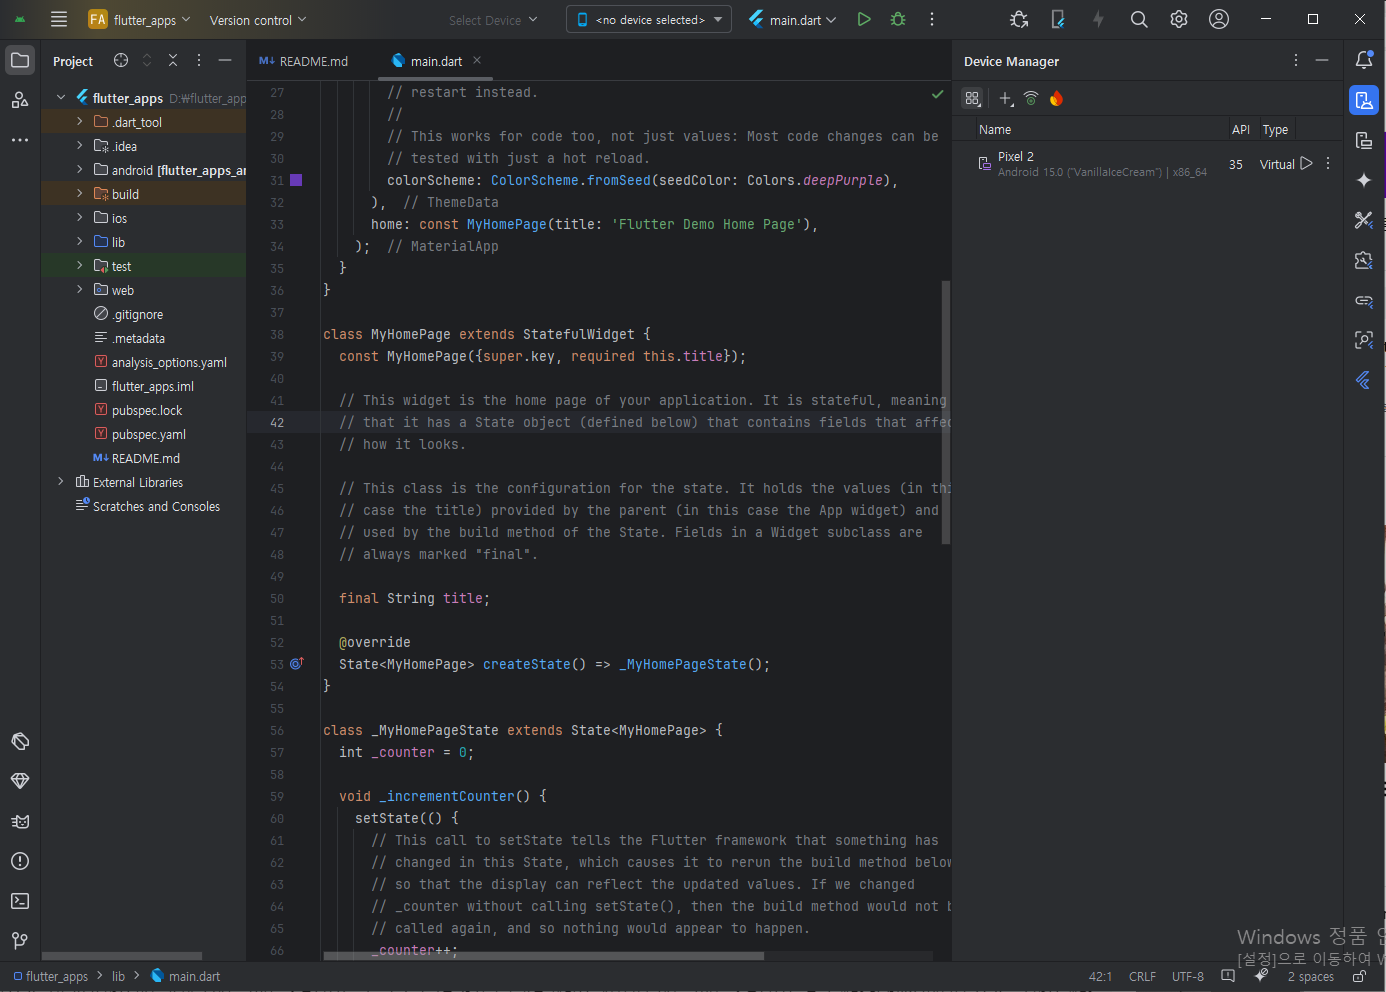 FA flutter_apps Version control Select Device <no device selected> main.dart
Project
README.md main.dart
Device Manager
flutter_apps D:₩flutter_app
.dart_tool
.idea
android [flutter_apps_an
build
ios
lib
test
web
.gitignore
.metadata
analysis_options.yaml
flutter_apps.iml
pubspec.lock
pubspec.yaml
README.md
External Libraries
Scratches and Consoles
27 // restart instead.
28 //
29 // This works for code too, not just values: Most code changes can be
30 // tested with just a hot reload.
31 colorScheme: ColorScheme.fromSeed(seedColor: Colors.deepPurple),
32 ), // ThemeData
33 home: const MyHomePage(title: 'Flutter Demo Home Page'),
34 ); // MaterialApp
35 }
36 }
37
38 class MyHomePage extends StatefulWidget {
39 const MyHomePage({super.key, required this.title});
40
41 // This widget is the home page of your application. It is stateful, meaning
42 // that it has a State object (defined below) that contains fields that affec
43 // how it looks.
44
45 // This class is the configuration for the state. It holds the values (in thi
46 // case the title) provided by the parent (in this case the App widget) and
47 // used by the build method of the State. Fields in a Widget subclass are
48 // always marked "final".
49
50 final String title;
51
52 @override
53 State<MyHomePage> createState() => _MyHomePageState();
54 }
55
56 class _MyHomePageState extends State<MyHomePage> {
57 int _counter = 0;
58
59 void _incrementCounter() {
60 setState(() {
61 // This call to setState tells the Flutter framework that something has
62 // changed in this State, which causes it to rerun the build method below
63 // so that the display can reflect the updated values. If we changed
64 // _counter without calling setState(), then the build method would not b
65 // called again, and so nothing would appear to happen.
66 _counter++;
Name API Type
Pixel 2
Android 15.0 ("VanillaIceCream") | x86_64
35 Virtual
Windows 정품
[설정]으로 이동하여 W
flutter_apps > lib > main.dart
42:1 CRLF UTF-8 2 spaces